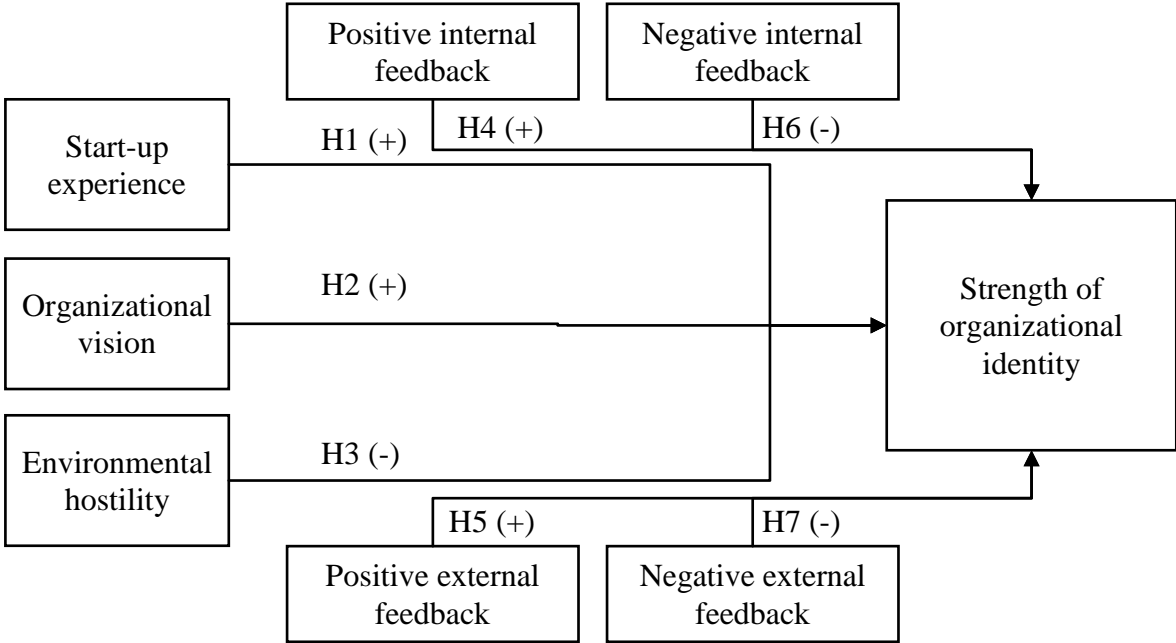 Positive internal
feedback
Negative internal
feedback
H1 (+)
H4 (+)
H6 (-)
Start-up
experience
H2 (+)
Organizational
vision
Strength of
organizational
identity
H3 (-)
Environmental
hostility
H5 (+)
H7 (-)
Positive external
feedback
Negative external
feedback